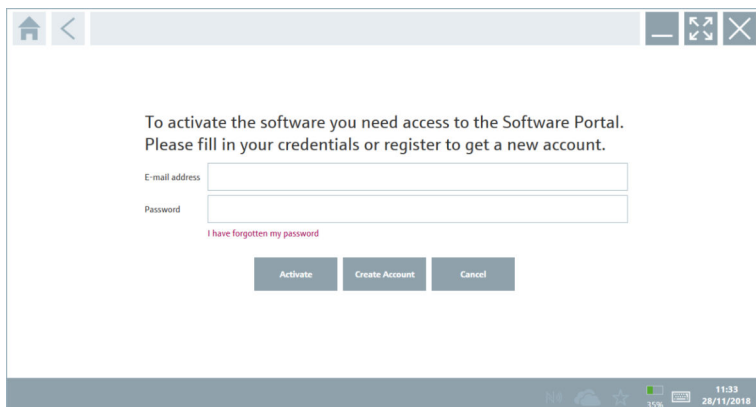 To activate the software you need access to the Software Portal.
Please fill in your credentials or register to get a new account.
E-mail address
Password
I have forgotten my password
Activate Create Account Cancel
35%
11:33
28/11/2018